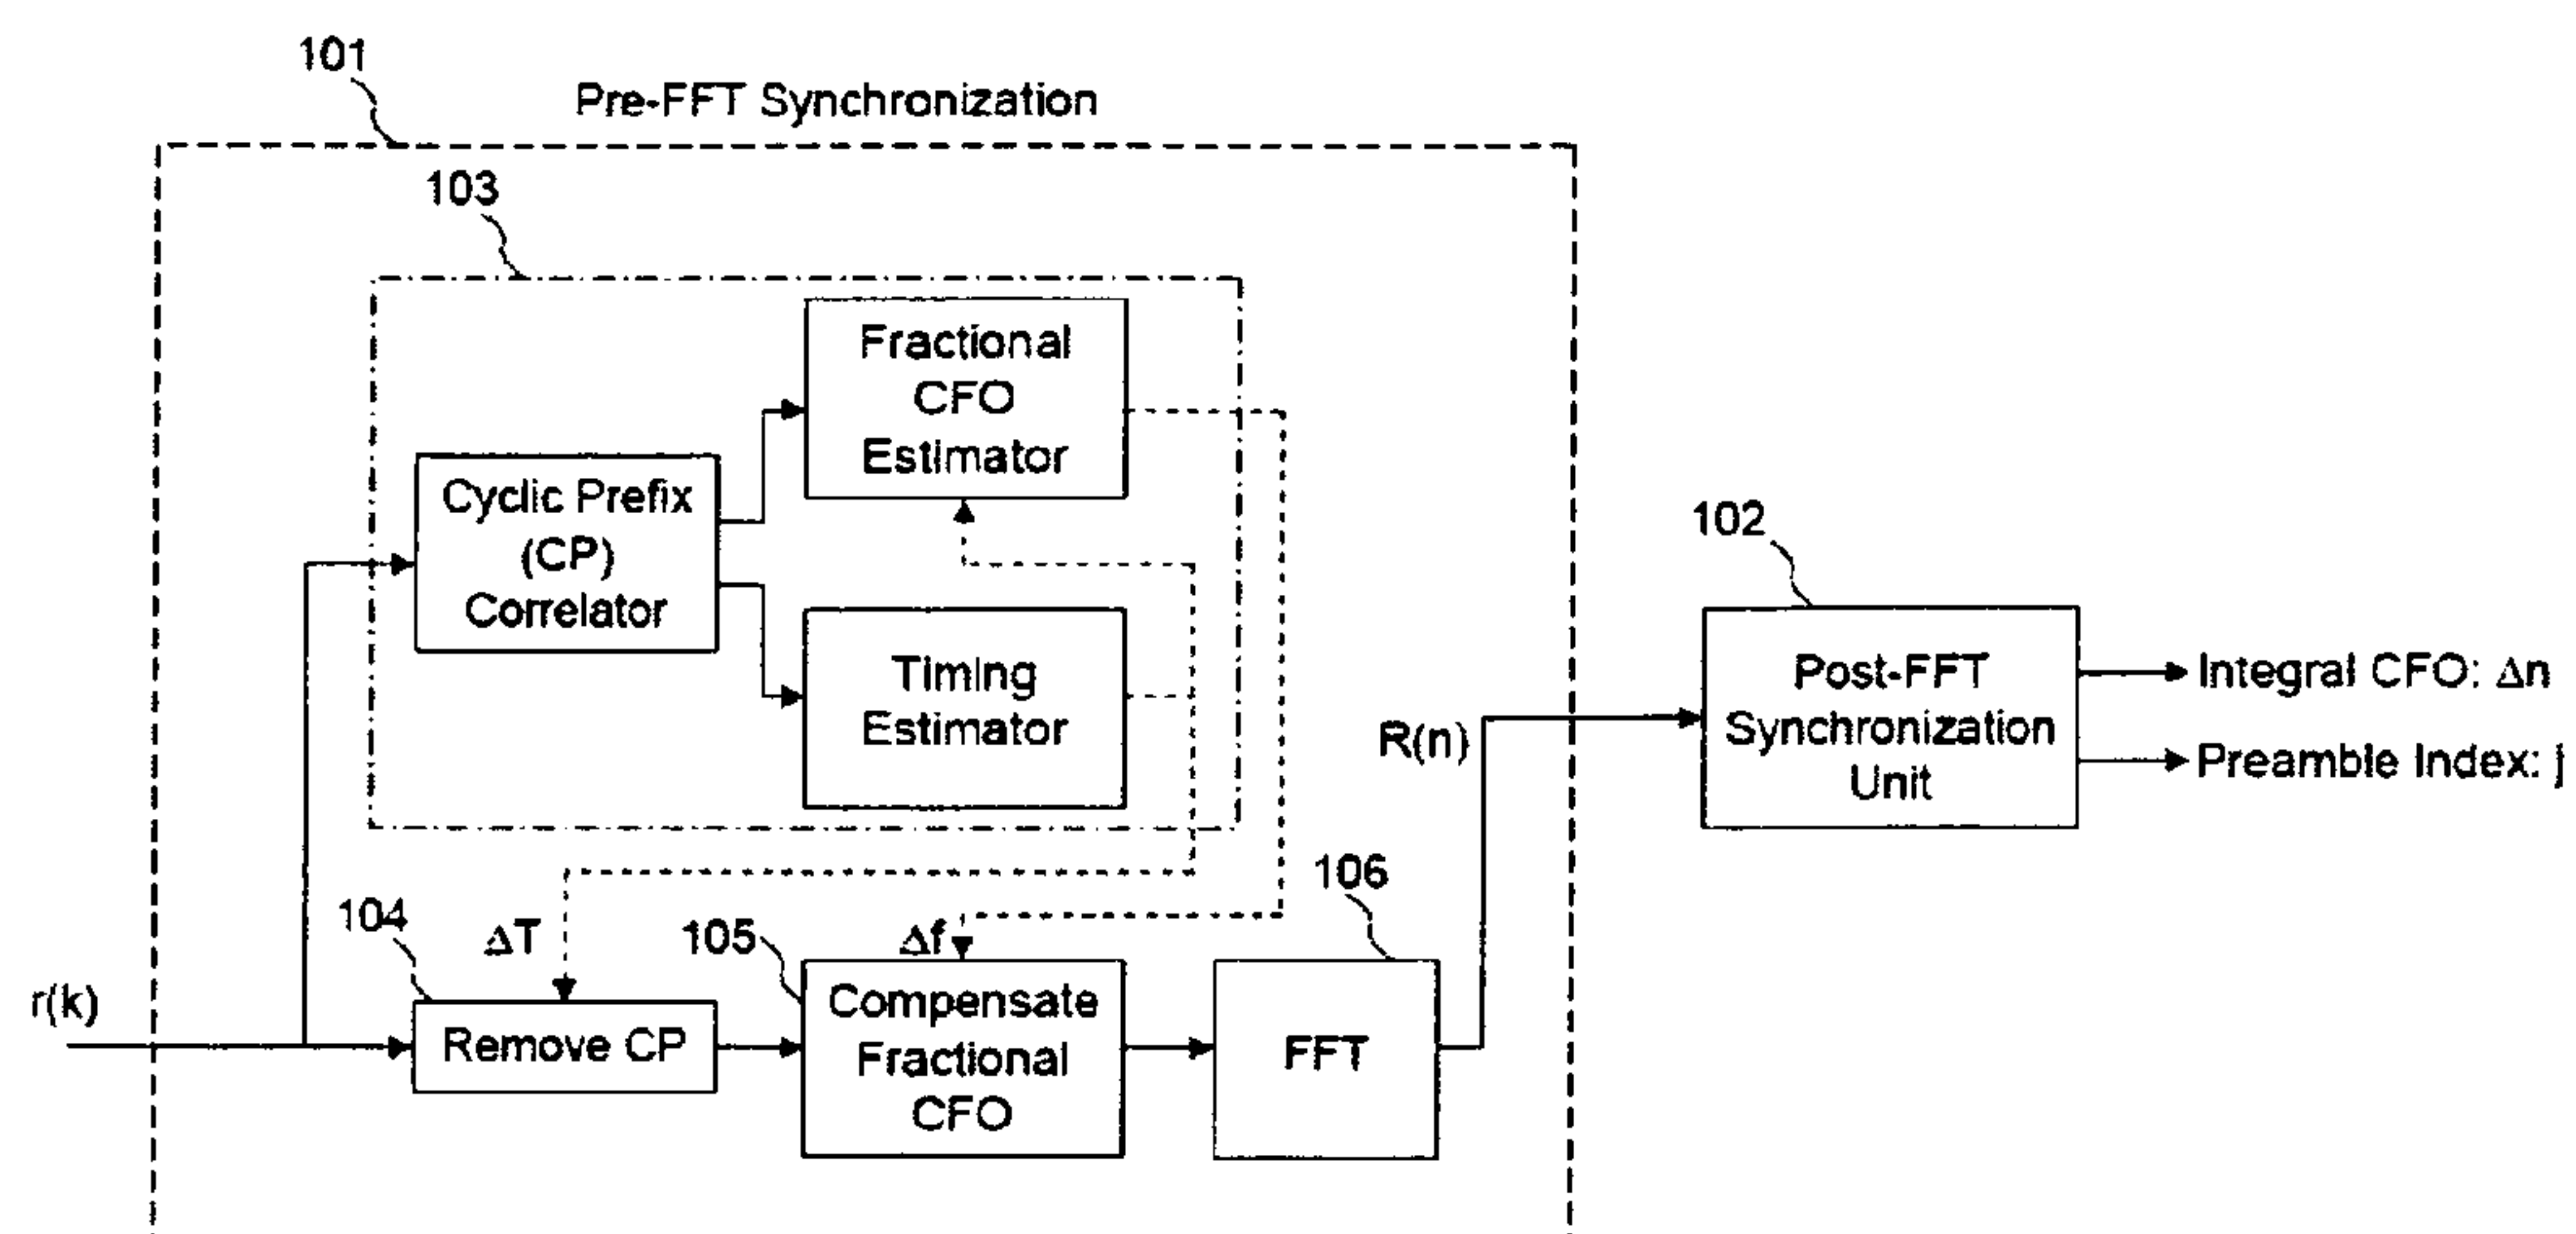 101
Pre-FFT Synchronization
103
Fractional
CFO
Estimator
Cyclic Prefix
(CP)
Correlator
Timing
Estimator
102
Post-FFT
Synchronization
Unit
Integral CFO: Δn
Preamble Index: j
R(n)
106
104
ΔT
105
Δf
r(k)
Remove CP
Compensate
Fractional
CFO
FFT